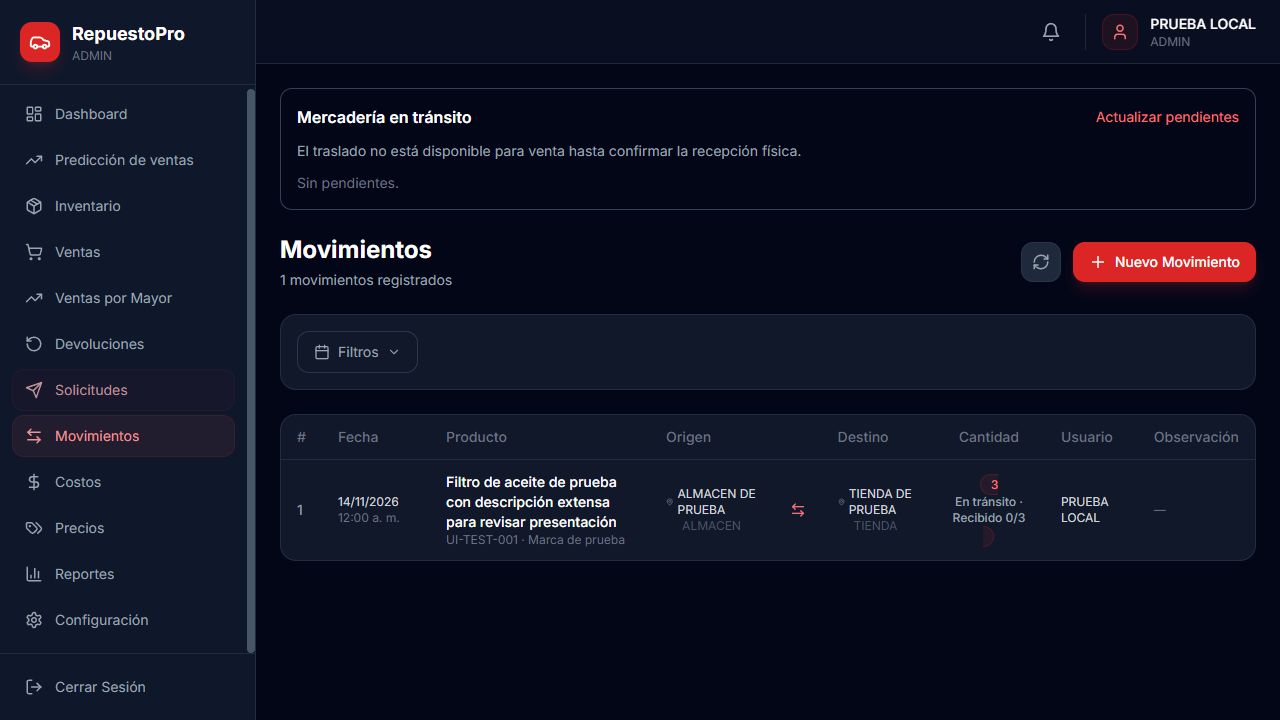 RepuestoPro
ADMIN
Dashboard
Predicción de ventas
Inventario
Ventas
Ventas por Mayor
Devoluciones
Solicitudes
Movimientos
Costos
Precios
Reportes
Configuración
Cerrar Sesión
PRUEBA LOCAL
ADMIN
Mercadería en tránsito
Actualizar pendientes
El traslado no está disponible para venta hasta confirmar la recepción física.
Sin pendientes.
Movimientos
1 movimientos registrados
Nuevo Movimiento
Filtros
# Fecha Producto Origen Destino Cantidad Usuario Observación
1
14/11/2026
12:00 a. m.
Filtro de aceite de prueba
con descripción extensa
para revisar presentación
UI-TEST-001 · Marca de prueba
ALMACEN DE
PRUEBA
ALMACEN
TIENDA DE
PRUEBA
TIENDA
3
En tránsito ·
Recibido 0/3
PRUEBA
LOCAL
—